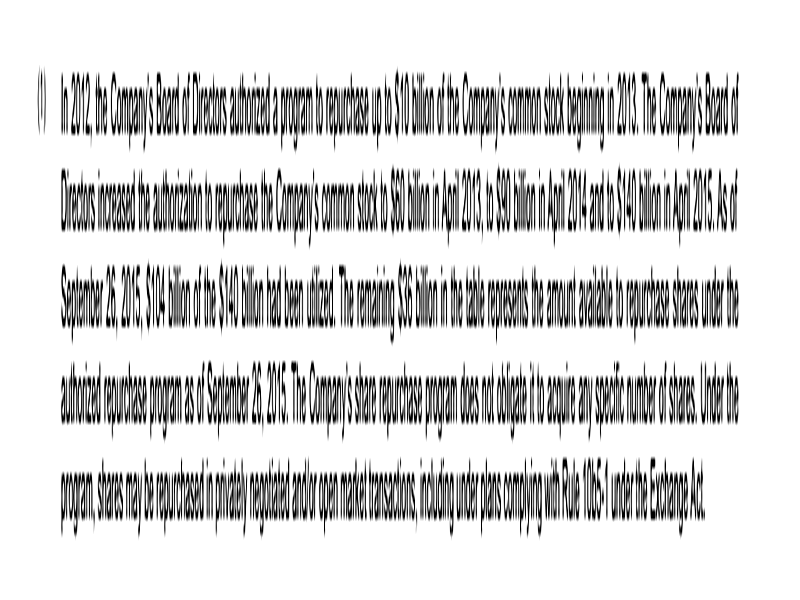 (1) In 2012, the Company's Board of Directors authorized a program to repurchase up to $10 billion of the Company's common stock beginning in 2013. The Company's Board of
Directors increased the authorization to repurchase the Company's common stock to $60 billion in April 2013, to $90 billion in April 2014 and to $140 billion in April 2015. As of
September 26, 2015, $104 billion of the $140 billion had been utilized. The remaining $36 billion in the table represents the amount available to repurchase shares under the
authorized repurchase program as of September 26, 2015. The Company's share repurchase program does not obligate it to acquire any specific number of shares. Under the
program, shares may be repurchased in privately negotiated and/or open market transactions, including under plans complying with Rule 10b5-1 under the Exchange Act.